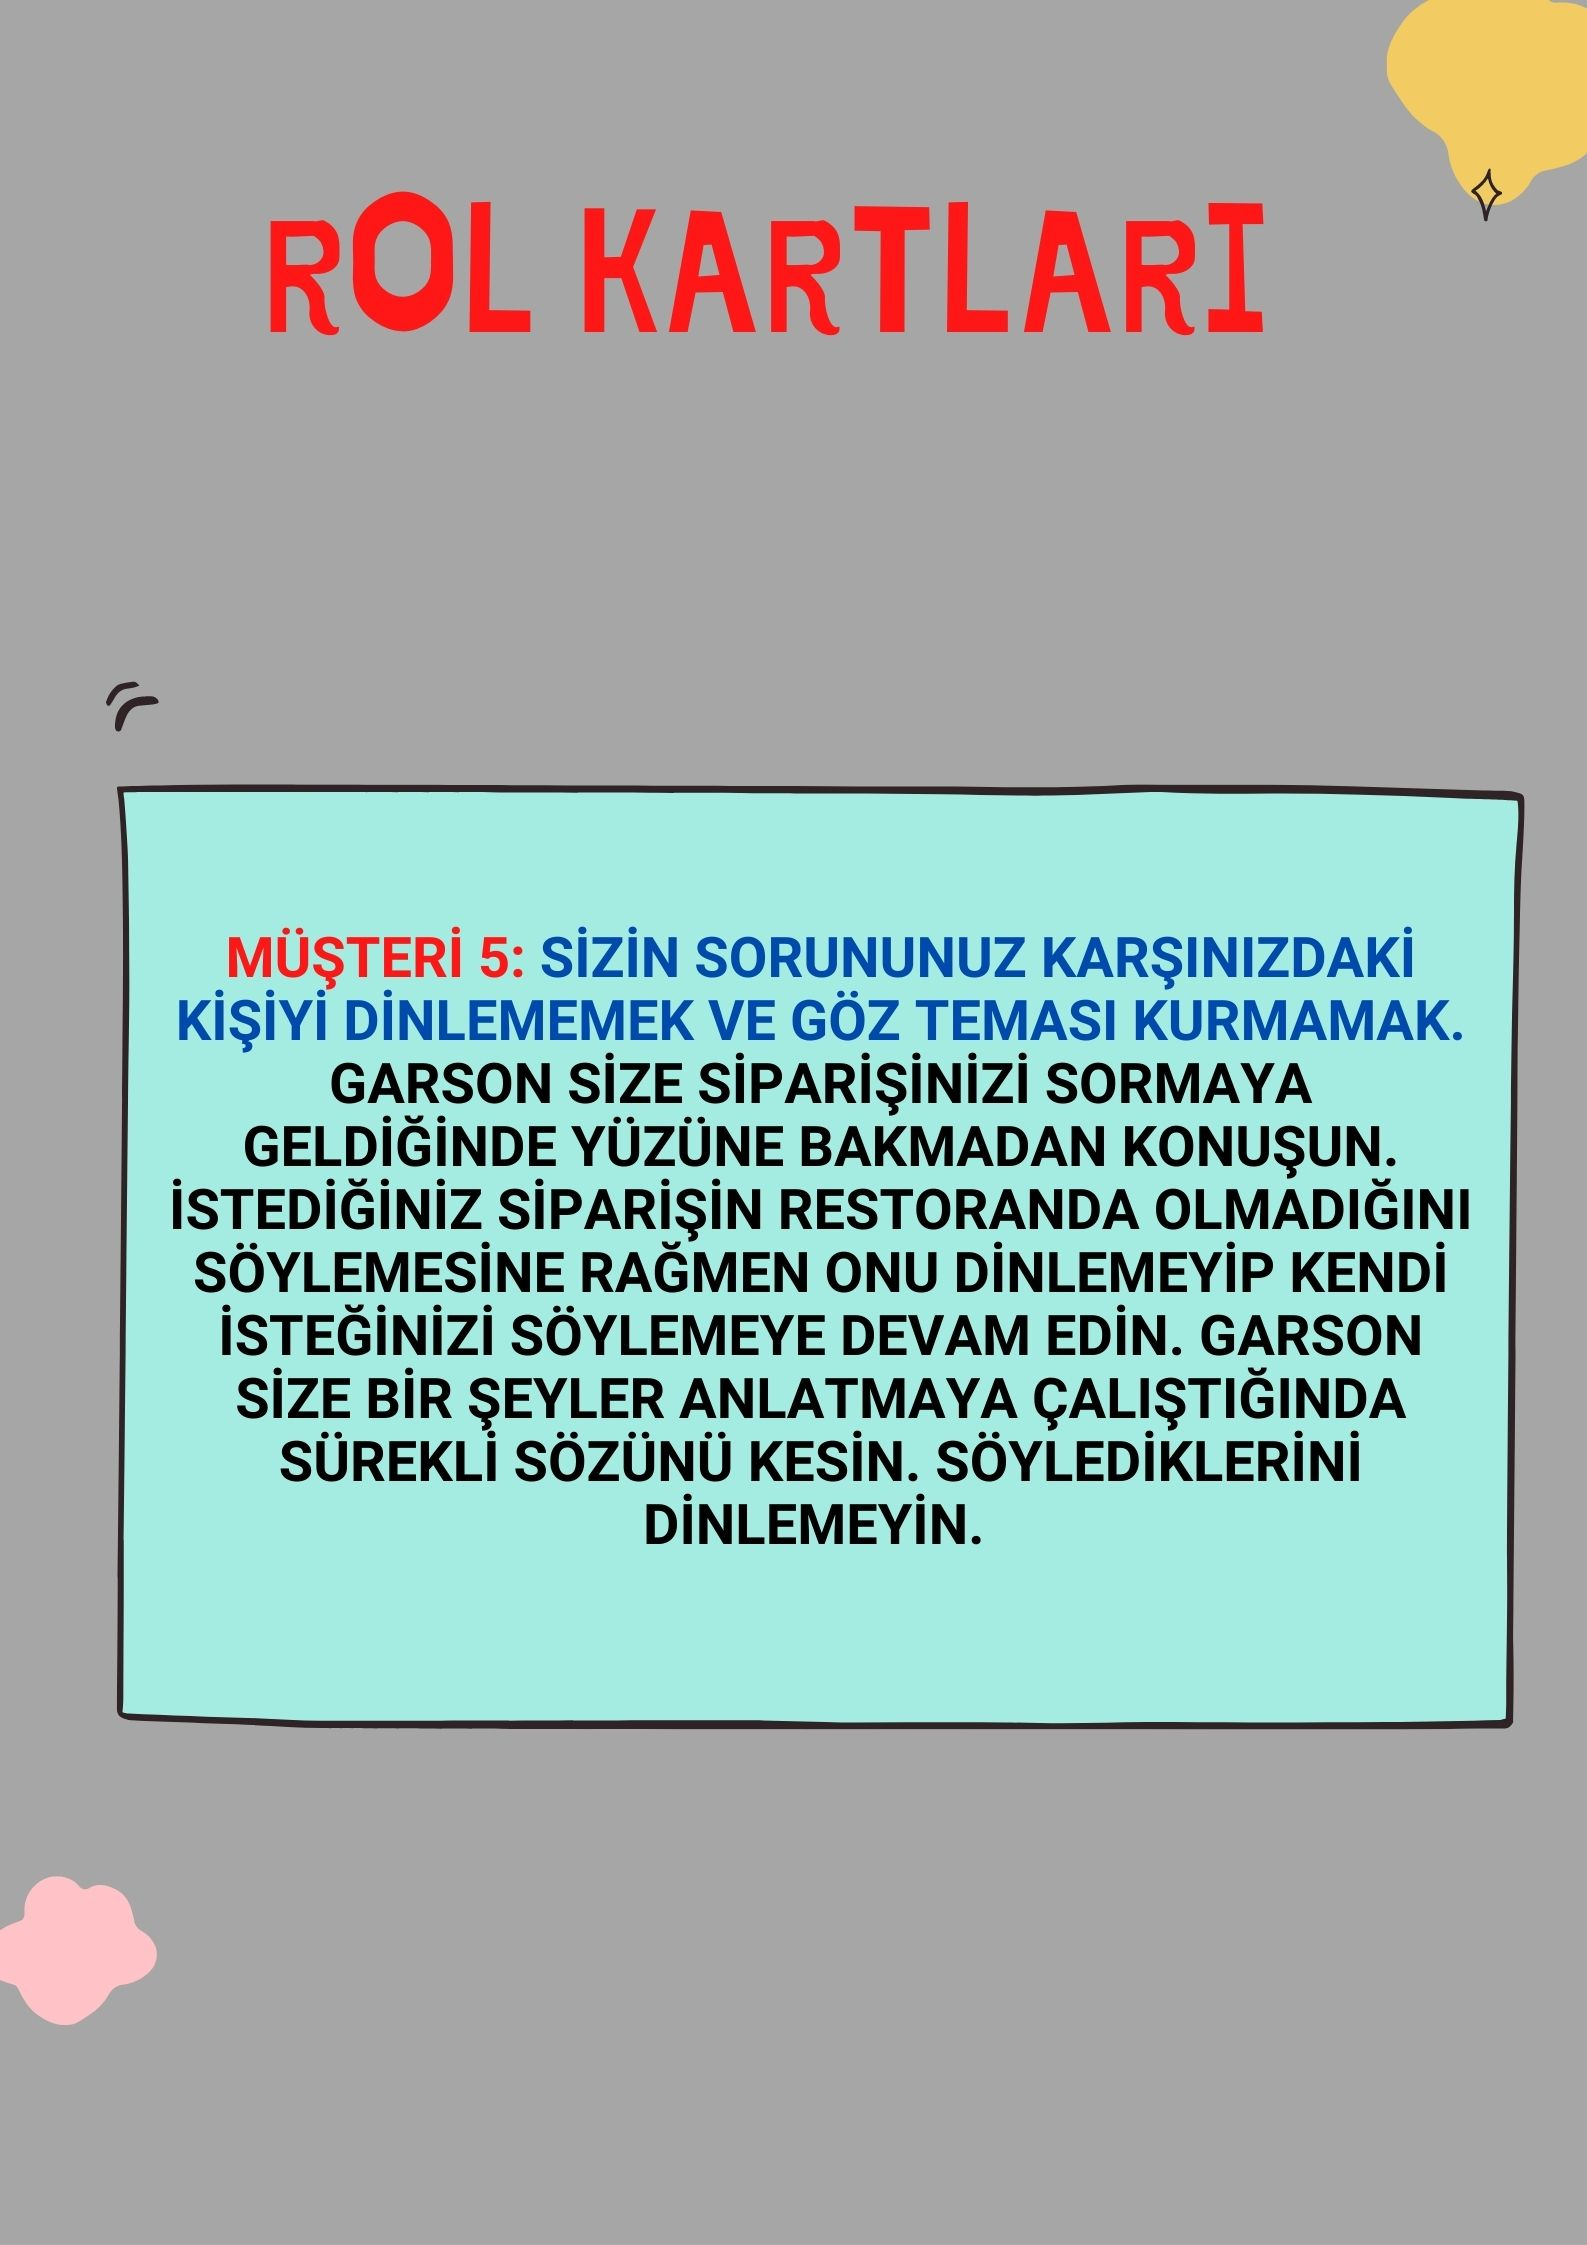 ROL KARTLARI
MÜŞTERİ 5: SİZİN SORUNUNUZ KARŞINIZDAKİ
KİŞİYİ DİNLEMEMEK VE GÖZ TEMASI KURMAMAK.
GARSON SİZE SİPARİŞİNİZİ SORMAYA
GELDİĞİNDE YÜZÜNE BAKMADAN KONUŞUN.
İSTEDİĞİNİZ SİPARİŞİN RESTORANDA OLMADIĞINI
SÖYLEMESİNE RAĞMEN ONU DİNLEMEYİP KENDİ
İSTEĞİNİZİ SÖYLEMEYE DEVAM EDİN. GARSON
SİZE BİR ŞEYLER ANLATMAYA ÇALIŞTIĞINDA
SÜREKLİ SÖZÜNÜ KESİN. SÖYLEDİKLERİNİ
DİNLEMEYİN.